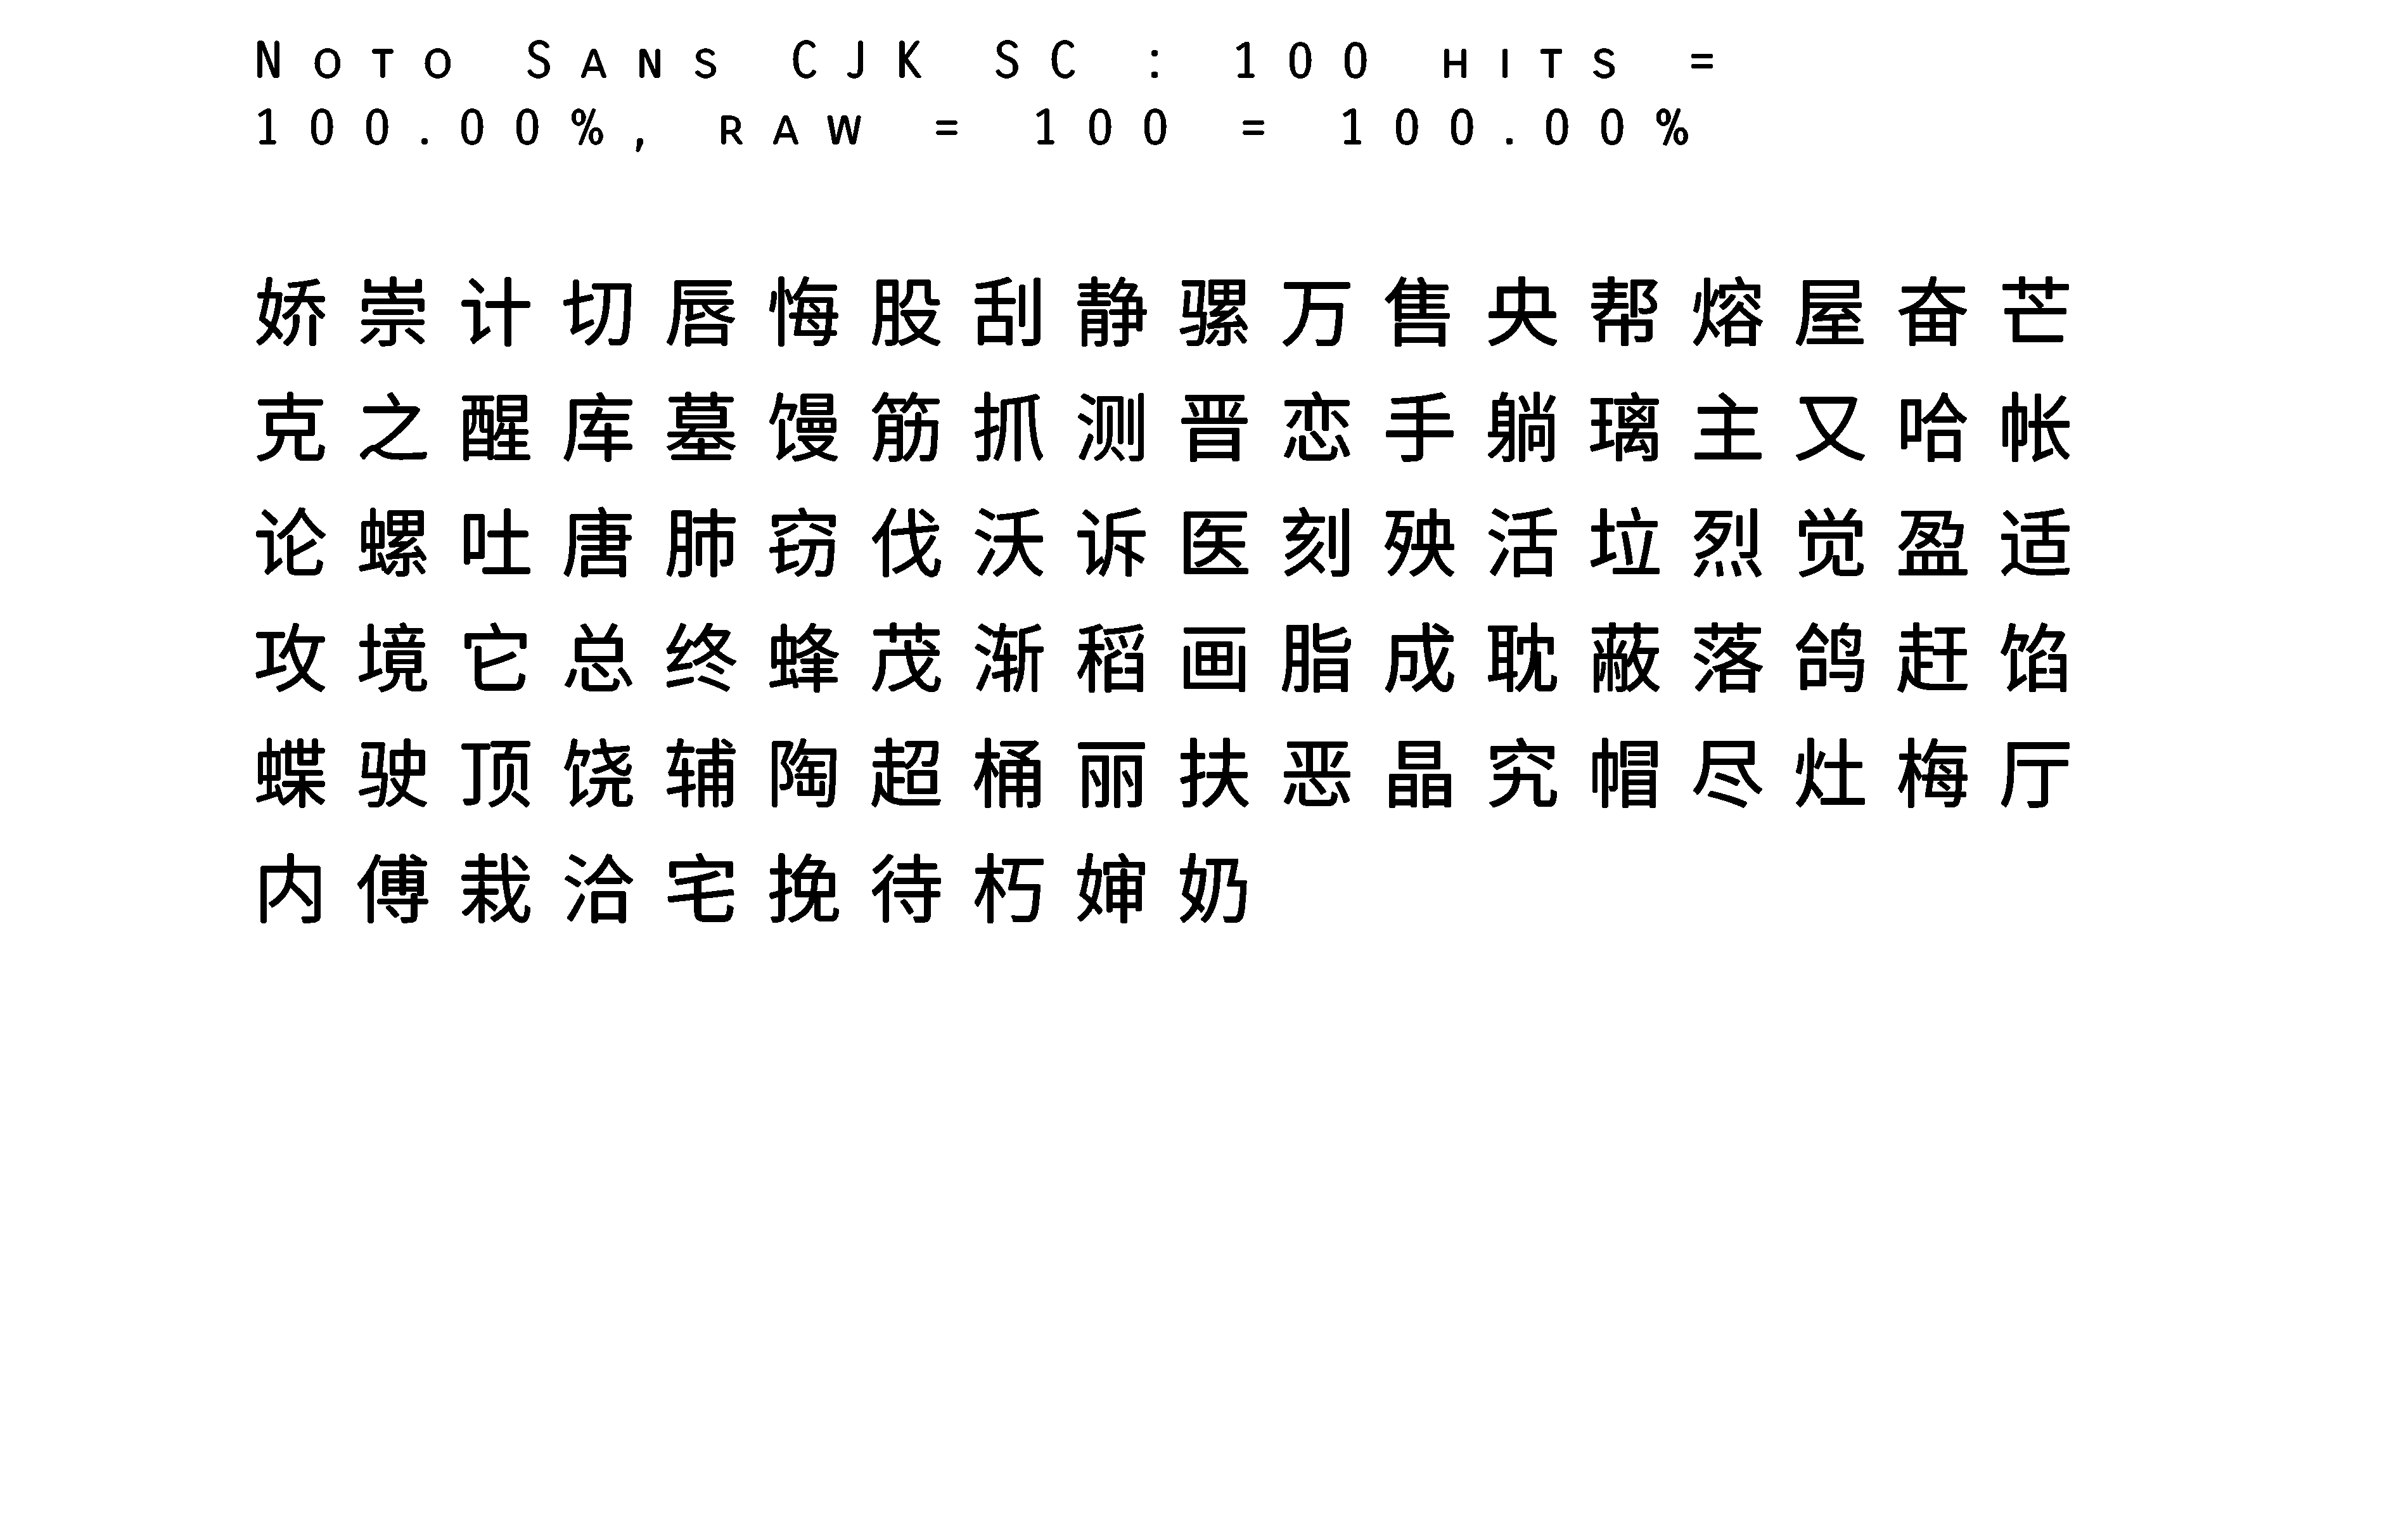 Noto Sans CJK SC : 100 hits =
100.00%, raw = 100 = 100.00%
娇崇计切唇悔股刮静骡万售央帮熔屋奋芒
克之醒库墓馒筋抓测晋恋手躺璃主又哈帐
论螺吐唐肺窃伐沃诉医刻殃活垃烈觉盈适
攻境它总终蜂茂渐稻画脂成耽蔽落鸽赶馅
蝶驶顶饶辅陶超桶丽扶恶晶究帽尽灶梅厅
内傅栽洽宅挽待朽婶奶